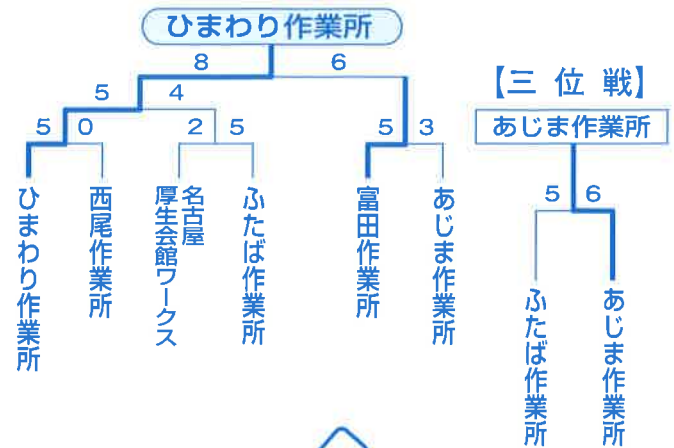 ひまわり作業所
8 6
5 4
5 0 2 5 5 3
ひまわり作業所
西尾作業所
名古屋
厚生会館ワークス
ふたば作業所
富田作業所
あじま作業所
【三位戦】
あじま作業所
5 6
ふたば作業所
あじま作業所